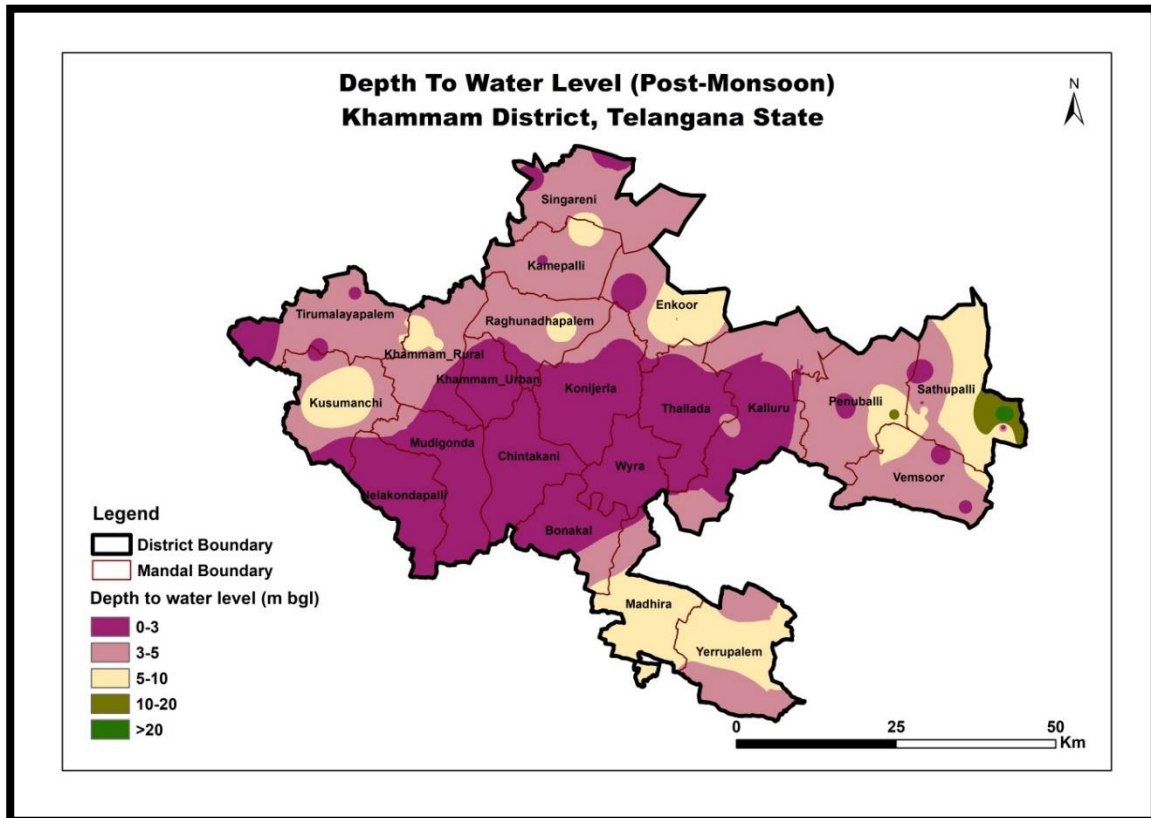 Depth To Water Level (Post-Monsoon)
Khammam District, Telangana State
N
Singareni
Kamepalli
Enkoor
Tirumalayapalem
Raghunadhapalem
Khammam_Rural
Khammam_Urban
Konijerla
Kusumanchi
Thallada
Kalluru
Penuballi
Sathupalli
Mudigonda
Chintakani
Wyra
Vemsoor
Nelakondapalli
Bonakal
Madhira
Yerrupalem
Legend
District Boundary
Mandal Boundary
Depth to water level (m bgl)
0-3
3-5
5-10
10-20
>20
0 25 50
Km